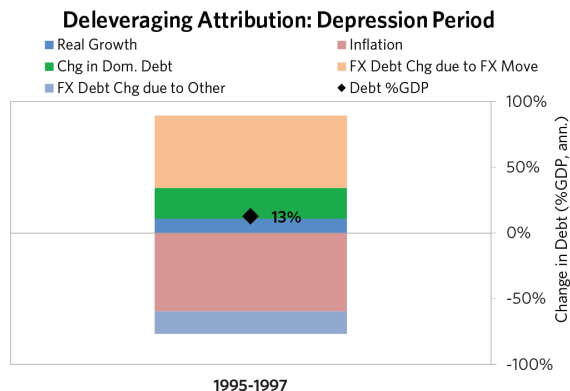 Deleveraging Attribution: Depression Period
Real Growth
Inflation
Chg in Dom. Debt
FX Debt Chg due to FX Move
FX Debt Chg due to Other
Debt %GDP
100%
50%
0%
-50%
-100%
Change in Debt (%GDP, ann.)
13%
1995-1997